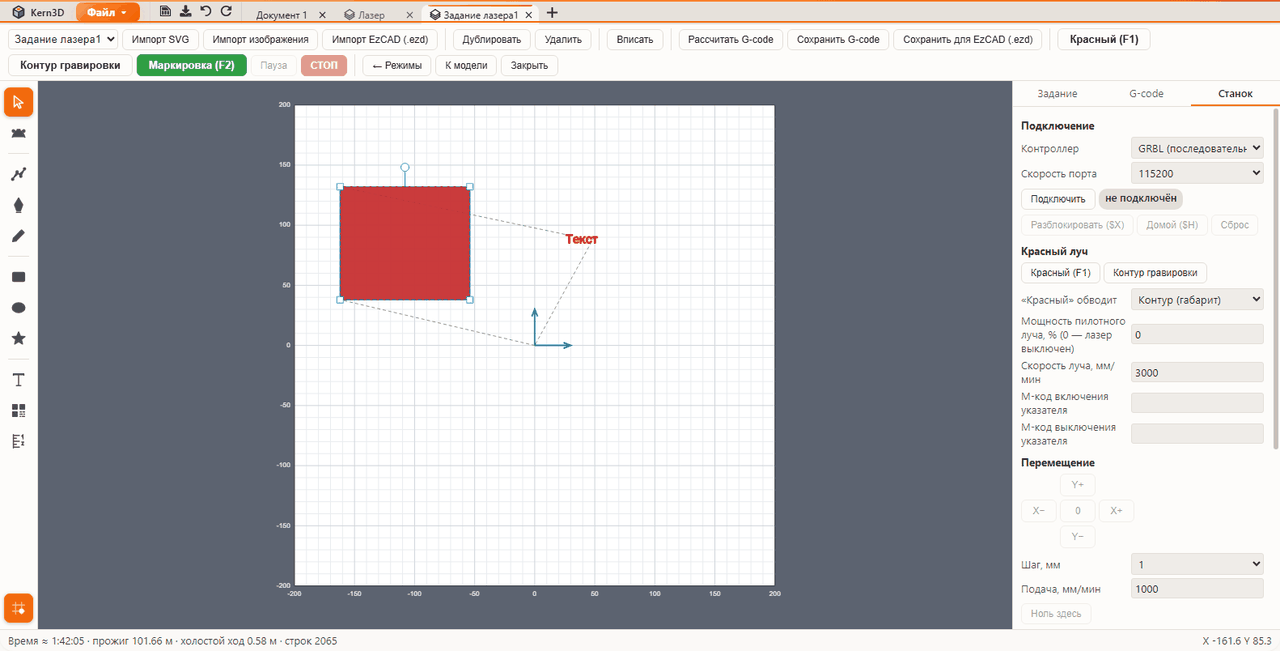 Kern3D Файл Документ 1 × Лазер × Задание лазера1 × +
Задание лазера1 Импорт SVG Импорт изображения Импорт EzCAD (.ezd) Дублировать Удалить Вписать Рассчитать G-code Сохранить G-code Сохранить для EzCAD (.ezd) Красный (F1)
Контур гравировки Маркировка (F2) Пауза СТОП ← Режимы К модели Закрыть
Задание G-code Станок
Подключение
Контроллер GRBL (последователь
Скорость порта 115200
Подключить не подключён
Разблокировать ($X) Домой ($H) Сброс
Красный луч
Красный (F1) Контур гравировки
«Красный» обводит Контур (габарит)
Мощность пилотного
луча, % (0 — лазер
выключен)
0
Скорость луча, мм/
мин
3000
М-код включения
указателя
М-код выключения
указателя
Перемещение
Y+
X− 0 X+
Y−
Шаг, мм 1
Подача, мм/мин 1000
Ноль здесь
200
150
100
50
0
-50
-100
-150
-200
-200 -150 -100 -50 0 50 100 150 200
Текст
Время ≈ 1:42:05 · прожиг 101.66 м · холостой ход 0.58 м · строк 2065
X -161.6 Y 85.3